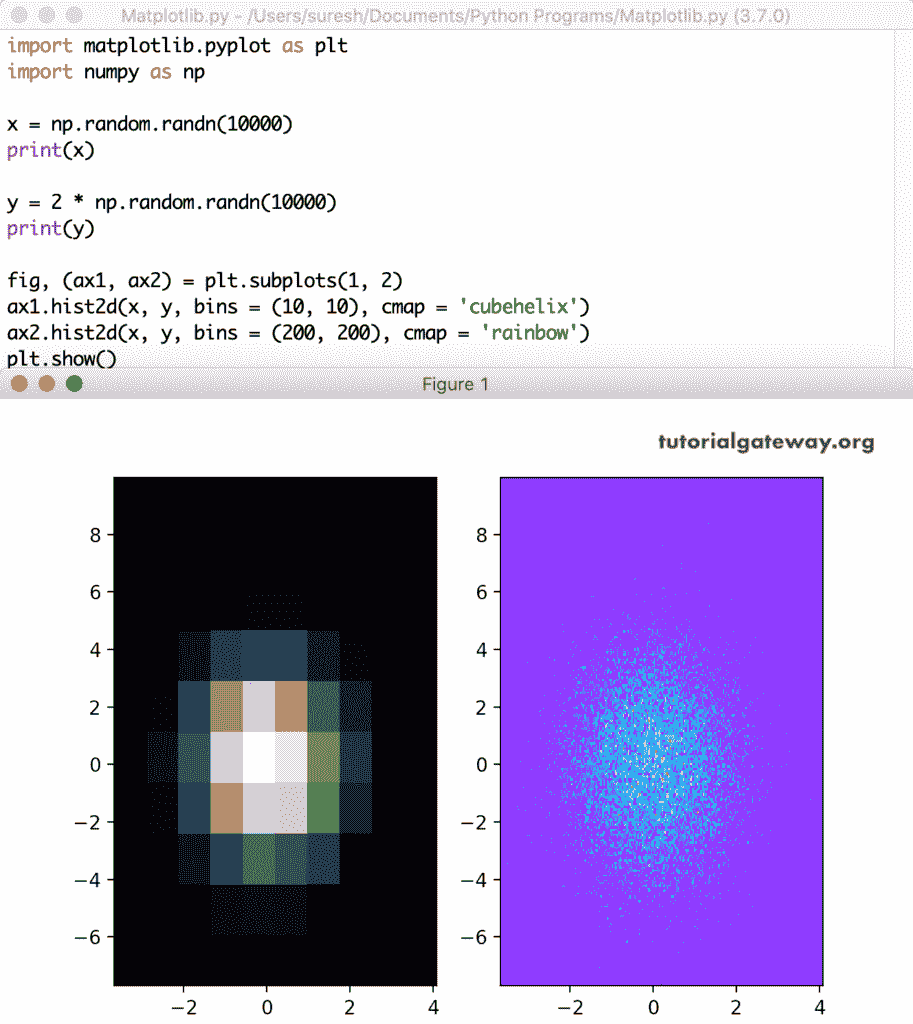 Matplotlib.py - /Users/suresh/Documents/Python Programs/Matplotlib.py (3.7.0)
import matplotlib.pyplot as plt
import numpy as np
x = np.random.randn(10000)
print(x)
y = 2 * np.random.randn(10000)
print(y)
fig, (ax1, ax2) = plt.subplots(1, 2)
ax1.hist2d(x, y, bins = (10, 10), cmap = 'cubehelix')
ax2.hist2d(x, y, bins = (200, 200), cmap = 'rainbow')
plt.show()
Figure 1
tutorialgateway.org
8
6
4
2
0
−2
−4
−6
−2 0 2 4
8
6
4
2
0
−2
−4
−6
−2 0 2 4